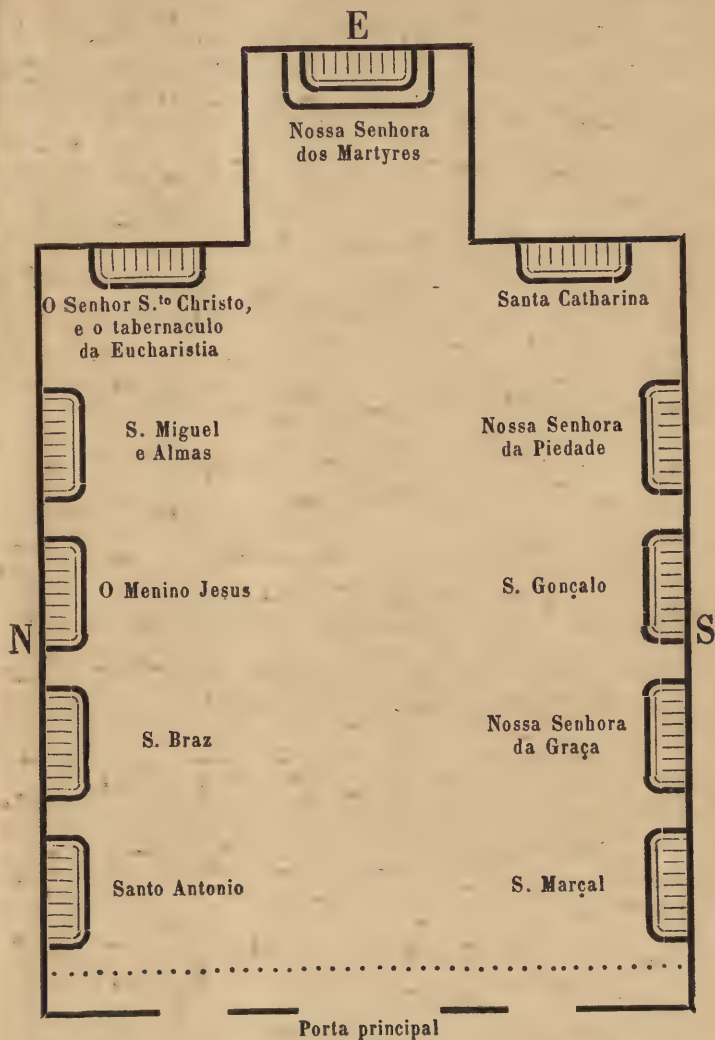 E
Nossa Senhora
dos Martyres
O Senhor S.to Christo,
e o tabernaculo
da Eucharistia
Santa Catharina
S. Miguel
e Almas
Nossa Senhora
da Piedade
O Menino Jesus
S. Gonçalo
N
S
S. Braz
Nossa Senhora
da Graça
Santo Antonio
S. Marçal
Porta principal